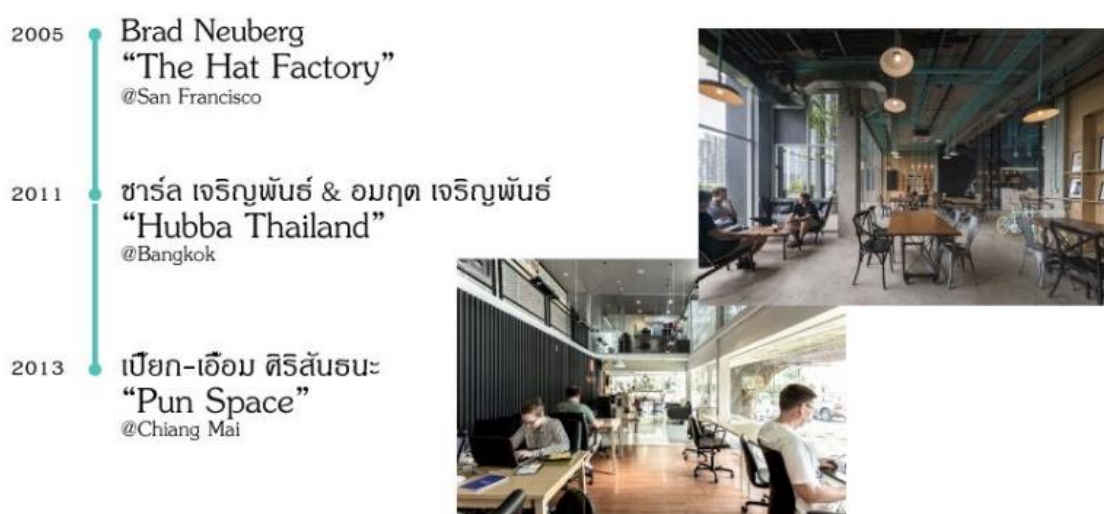 2005
Brad Neuberg
“The Hat Factory”
@San Francisco
2011
ชาร์ล เจริญพันธ์ & อมฤต เจริญพันธ์
“Hubba Thailand”
@Bangkok
2013
เปียก-เอื้อม ศิริสันธนะ
“Pun Space”
@Chiang Mai